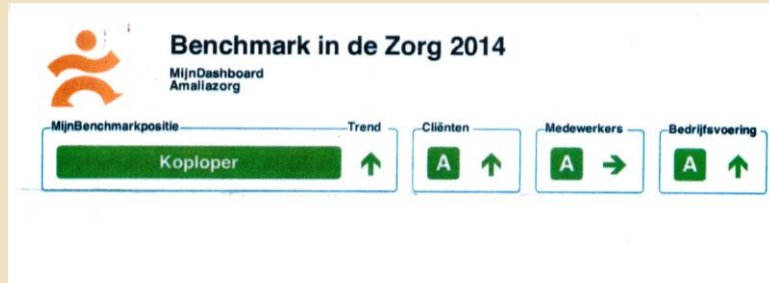 Benchmark in de Zorg 2014
MijnDashboard
Amaliazorg
MijnBenchmarkpositie Trend Cliënten Medewerkers Bedrijfsvoering
Koploper A A A